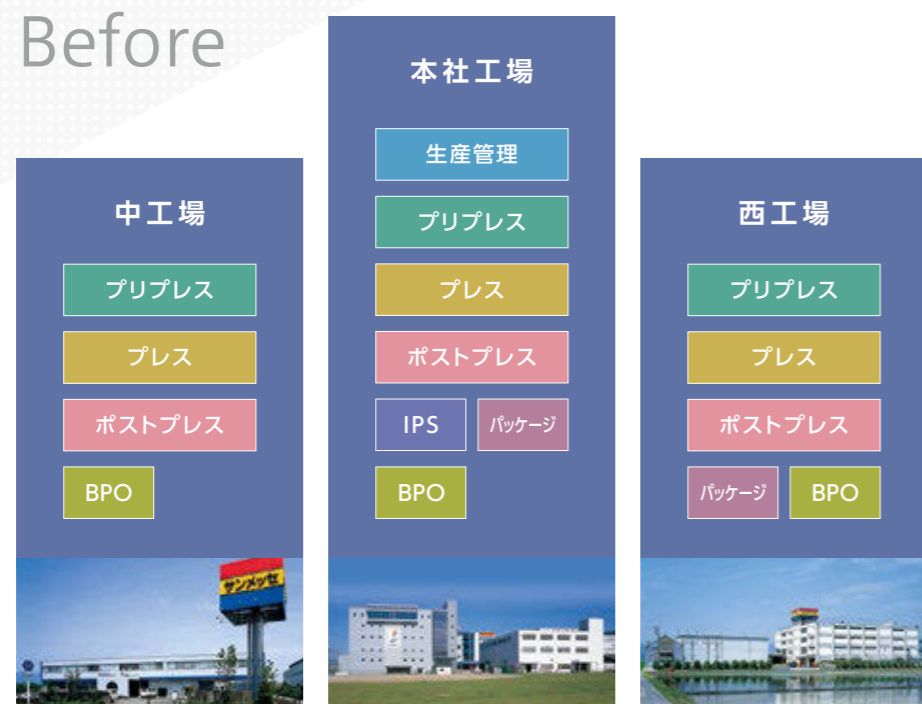 Before
中工場
プリプレス
プレス
ポストプレス
BPO
サンメッセ
本社工場
生産管理
プリプレス
プレス
ポストプレス
IPS パッケージ
BPO
西工場
プリプレス
プレス
ポストプレス
パッケージ BPO